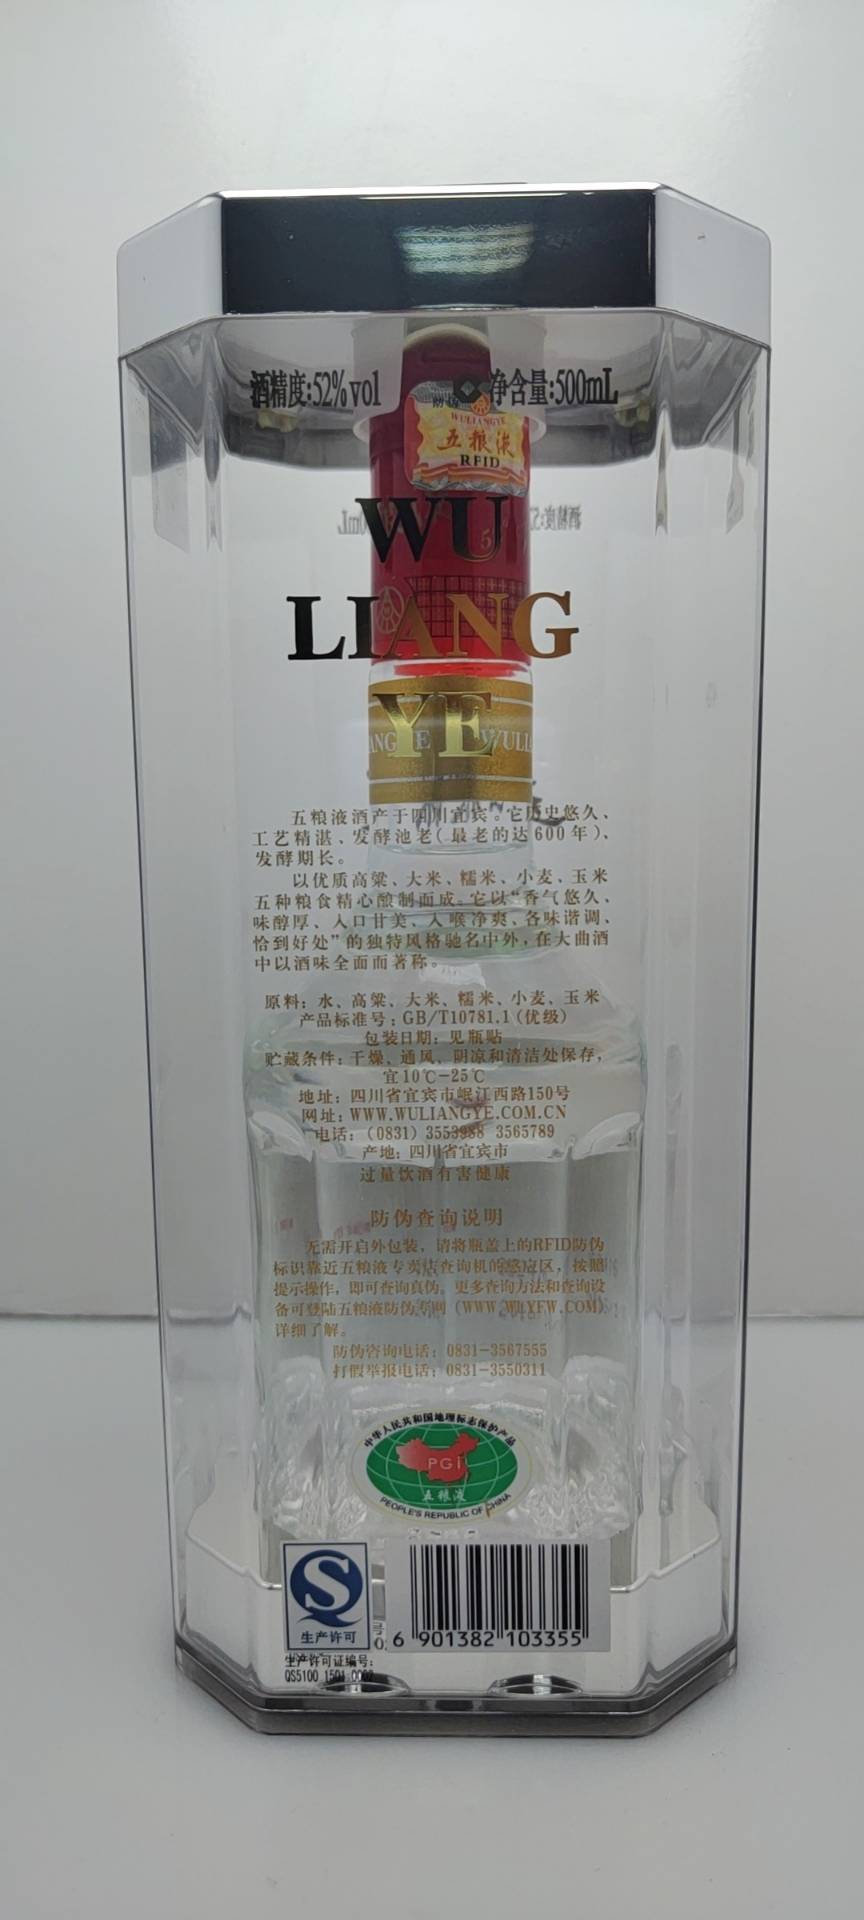 酒精度:52%vol 净含量:500mL
WULIANGYE
五粮液
RFID
WU
LIANG
YE
五粮液酒产于四川宜宾。它历史悠久、
工艺精湛、发酵池老(最老的达600年)、
发酵期长。
以优质高粱、大米、糯米、小麦、玉米
五种粮食精心酿制而成。它以“香气悠久、
味醇厚、入口甘美、入喉净爽、各味谐调、
恰到好处”的独特风格驰名中外,在大曲酒
中以酒味全面而著称。
原料: 水、高粱、大米、糯米、小麦、玉米
产品标准号: GB/T10781.1(优级)
包装日期: 见瓶贴
贮藏条件: 干燥、通风、阴凉和清洁处保存,
宜10℃-25℃
地址: 四川省宜宾市岷江西路150号
网址: WWW.WULIANGYE.COM.CN
电话: (0831) 3553988 3565789
产地: 四川省宜宾市
过量饮酒有害健康
防伪查询说明
无需开启外包装, 请将瓶盖上的RFID防伪
标识靠近五粮液专卖店查询机的感应区, 按照
提示操作, 即可查询真伪。更多查询方法和查询设
备可登陆五粮液防伪专网 (WWW.WLYFW.COM)
详细了解。
防伪咨询电话: 0831-3567555
打假举报电话: 0831-3550311
中华人民共和国地理标志保护产品
PGI
五粮液
PEOPLE'S REPUBLIC OF CHINA
生产许可
6 901382 103355
生产许可证编号:
QS5100 1501 0002